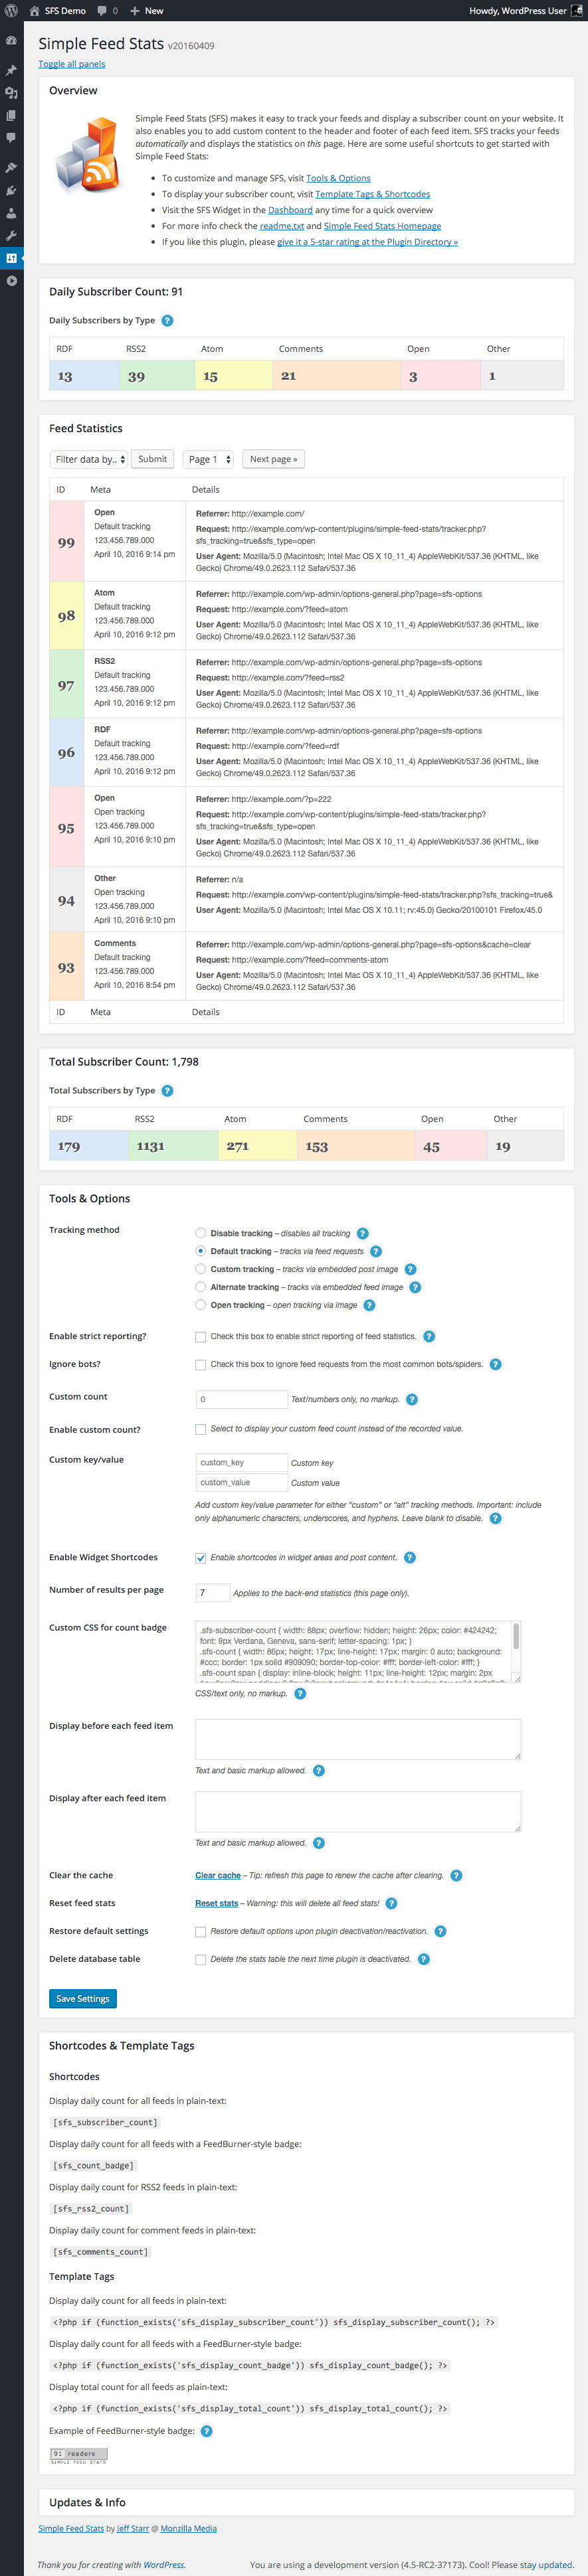 SFS Demo 0 New Howdy, WordPress User
Simple Feed Stats v20160409
Toggle all panels
Overview
Simple Feed Stats (SFS) makes it easy to track your feeds and display a subscriber count on your website. It
also enables you to add custom content to the header and footer of each feed item. SFS tracks your feeds
automatically and displays the statistics on this page. Here are some useful shortcuts to get started with
Simple Feed Stats:
• To customize and manage SFS, visit Tools & Options
• To display your subscriber count, visit Template Tags & Shortcodes
• Visit the SFS Widget in the Dashboard any time for a quick overview
• For more info check the readme.txt and Simple Feed Stats Homepage
• If you like this plugin, please give it a 5-star rating at the Plugin Directory »
Daily Subscriber Count: 91
Daily Subscribers by Type ?
RDF RSS2 Atom Comments Open Other
13 39 15 21 3 1
Feed Statistics
Filter data by.. Submit Page 1 Next page »
ID Meta Details
99
Open
Default tracking
123.456.789.000
April 10, 2016 9:14 pm
Referrer: http://example.com/
Request: http://example.com/wp-content/plugins/simple-feed-stats/tracker.php?
sfs_tracking=true&sfs_type=open
User Agent: Mozilla/5.0 (Macintosh; Intel Mac OS X 10_11_4) AppleWebKit/537.36 (KHTML, like
Gecko) Chrome/49.0.2623.112 Safari/537.36
98
Atom
Default tracking
123.456.789.000
April 10, 2016 9:12 pm
Referrer: http://example.com/wp-admin/options-general.php?page=sfs-options
Request: http://example.com/?feed=atom
User Agent: Mozilla/5.0 (Macintosh; Intel Mac OS X 10_11_4) AppleWebKit/537.36 (KHTML, like
Gecko) Chrome/49.0.2623.112 Safari/537.36
97
RSS2
Default tracking
123.456.789.000
April 10, 2016 9:12 pm
Referrer: http://example.com/wp-admin/options-general.php?page=sfs-options
Request: http://example.com/?feed=rss2
User Agent: Mozilla/5.0 (Macintosh; Intel Mac OS X 10_11_4) AppleWebKit/537.36 (KHTML, like
Gecko) Chrome/49.0.2623.112 Safari/537.36
96
RDF
Default tracking
123.456.789.000
April 10, 2016 9:12 pm
Referrer: http://example.com/wp-admin/options-general.php?page=sfs-options
Request: http://example.com/?feed=rdf
User Agent: Mozilla/5.0 (Macintosh; Intel Mac OS X 10_11_4) AppleWebKit/537.36 (KHTML, like
Gecko) Chrome/49.0.2623.112 Safari/537.36
95
Open
Open tracking
123.456.789.000
April 10, 2016 9:10 pm
Referrer: http://example.com/?p=222
Request: http://example.com/wp-content/plugins/simple-feed-stats/tracker.php?
sfs_tracking=true&sfs_type=open
User Agent: Mozilla/5.0 (Macintosh; Intel Mac OS X 10_11_4) AppleWebKit/537.36 (KHTML, like
Gecko) Chrome/49.0.2623.112 Safari/537.36
94
Other
Open tracking
123.456.789.000
April 10, 2016 9:10 pm
Referrer: n/a
Request: http://example.com/wp-content/plugins/simple-feed-stats/tracker.php?sfs_tracking=true&
User Agent: Mozilla/5.0 (Macintosh; Intel Mac OS X 10.11; rv:45.0) Gecko/20100101 Firefox/45.0
93
Comments
Default tracking
123.456.789.000
April 10, 2016 8:54 pm
Referrer: http://example.com/wp-admin/options-general.php?page=sfs-options&cache=clear
Request: http://example.com/?feed=comments-atom
User Agent: Mozilla/5.0 (Macintosh; Intel Mac OS X 10_11_4) AppleWebKit/537.36 (KHTML, like
Gecko) Chrome/49.0.2623.112 Safari/537.36
ID Meta Details
Total Subscriber Count: 1,798
Total Subscribers by Type ?
RDF RSS2 Atom Comments Open Other
179 1131 271 153 45 19
Tools & Options
Tracking method
Disable tracking – disables all tracking ?
Default tracking – tracks via feed requests ?
Custom tracking – tracks via embedded post image ?
Alternate tracking – tracks via embedded feed image ?
Open tracking – open tracking via image ?
Enable strict reporting? Check this box to enable strict reporting of feed statistics. ?
Ignore bots? Check this box to ignore feed requests from the most common bots/spiders. ?
Custom count 0 Text/numbers only, no markup. ?
Enable custom count? Select to display your custom feed count instead of the recorded value.
Custom key/value custom_key Custom key
custom_value Custom value
Add custom key/value parameter for either "custom" or "alt" tracking methods. Important: include
only alphanumeric characters, underscores, and hyphens. Leave blank to disable. ?
Enable Widget Shortcodes Enable shortcodes in widget areas and post content. ?
Number of results per page 7 Applies to the back-end statistics (this page only).
Custom CSS for count badge
.sfs-subscriber-count { width: 88px; overflow: hidden; height: 26px; color: #424242;
font: 9px Verdana, Geneva, sans-serif; letter-spacing: 1px; }
.sfs-count { width: 86px; height: 17px; line-height: 17px; margin: 0 auto; background:
#ccc; border: 1px solid #909090; border-top-color: #fff; border-left-color: #fff; }
.sfs-count span { display: inline-block; height: 11px; line-height: 12px; margin: 2px
CSS/text only, no markup. ?
Display before each feed item
Text and basic markup allowed. ?
Display after each feed item
Text and basic markup allowed. ?
Clear the cache Clear cache – Tip: refresh this page to renew the cache after clearing. ?
Reset feed stats Reset stats – Warning: this will delete all feed stats! ?
Restore default settings Restore default options upon plugin deactivation/reactivation. ?
Delete database table Delete the stats table the next time plugin is deactivated. ?
Save Settings
Shortcodes & Template Tags
Shortcodes
Display daily count for all feeds in plain-text:
[sfs_subscriber_count]
Display daily count for all feeds with a FeedBurner-style badge:
[sfs_count_badge]
Display daily count for RSS2 feeds in plain-text:
[sfs_rss2_count]
Display daily count for comment feeds in plain-text:
[sfs_comments_count]
Template Tags
Display daily count for all feeds in plain-text:
<?php if (function_exists('sfs_display_subscriber_count')) sfs_display_subscriber_count(); ?>
Display daily count for all feeds with a FeedBurner-style badge:
<?php if (function_exists('sfs_display_count_badge')) sfs_display_count_badge(); ?>
Display total count for all feeds as plain-text:
<?php if (function_exists('sfs_display_total_count')) sfs_display_total_count(); ?>
Example of FeedBurner-style badge: ?
91 readers
SIMPLE FEED STATS
Updates & Info
Simple Feed Stats by Jeff Starr @ Monzilla Media
Thank you for creating with WordPress. You are using a development version (4.5-RC2-37173). Cool! Please stay updated.